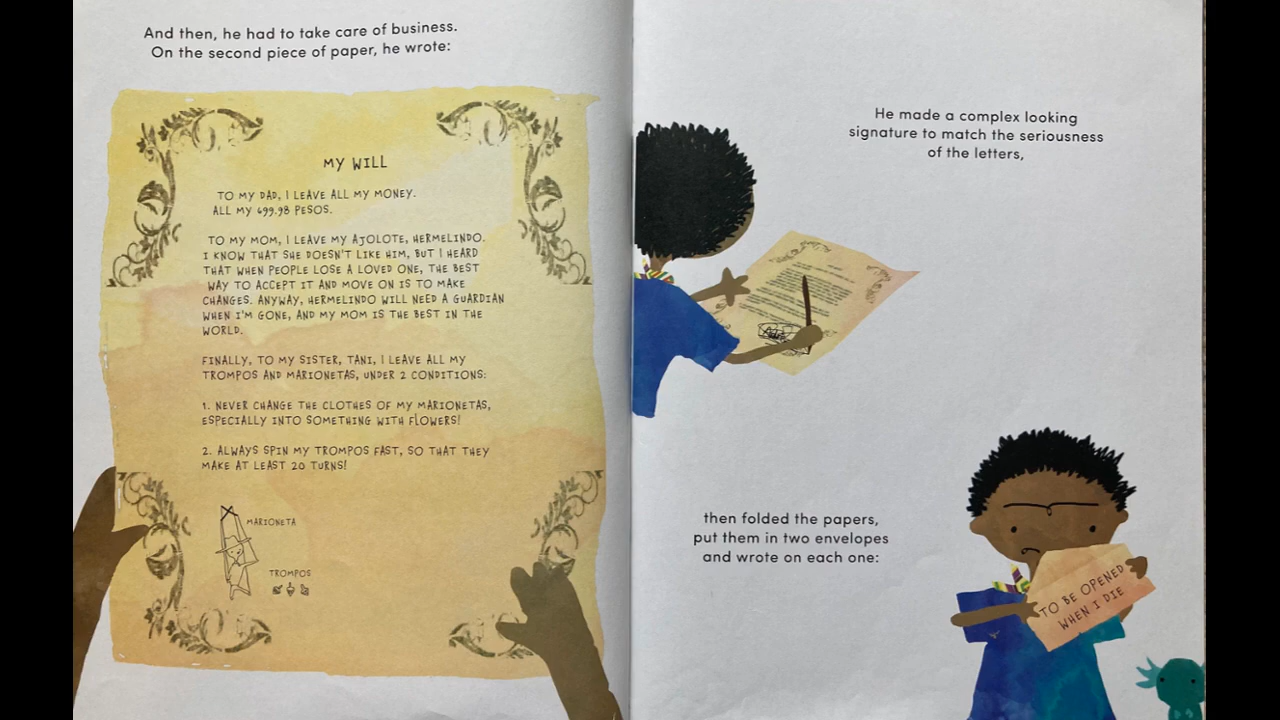 And then, he had to take care of business.
On the second piece of paper, he wrote:
MY WILL
TO MY DAD, I LEAVE ALL MY MONEY.
ALL MY 699.98 PESOS.
TO MY MOM, I LEAVE MY AJOLOTE, HERMELINDO.
I KNOW THAT SHE DOESN'T LIKE HIM, BUT I HEARD
THAT WHEN PEOPLE LOSE A LOVED ONE, THE BEST
WAY TO ACCEPT IT AND MOVE ON IS TO MAKE
CHANGES. ANYWAY, HERMELINDO WILL NEED A GUARDIAN
WHEN I'M GONE, AND MY MOM IS THE BEST IN THE
WORLD.
FINALLY, TO MY SISTER, TANI, I LEAVE ALL MY
TROMPOS AND MARIONETAS, UNDER 2 CONDITIONS:
1. NEVER CHANGE THE CLOTHES OF MY MARIONETAS,
ESPECIALLY INTO SOMETHING WITH FLOWERS!
2. ALWAYS SPIN MY TROMPOS FAST, SO THAT THEY
MAKE AT LEAST 20 TURNS!
MARIONETA
TROMPOS
He made a complex looking
signature to match the seriousness
of the letters,
then folded the papers,
put them in two envelopes
and wrote on each one:
TO BE OPENED
WHEN I DIE